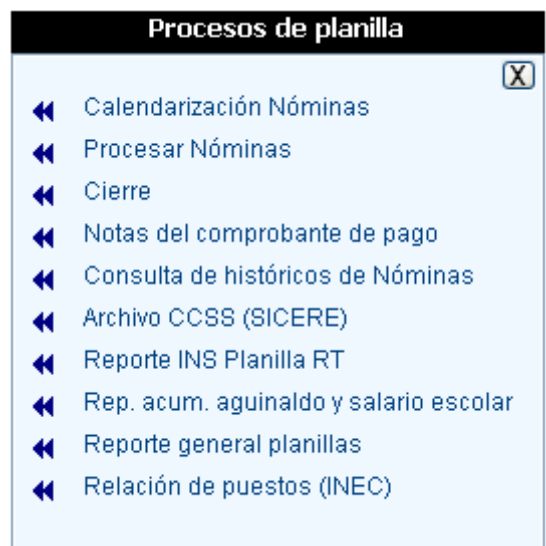 Procesos de planilla
X
Calendarización Nóminas
Procesar Nóminas
Cierre
Notas del comprobante de pago
Consulta de históricos de Nóminas
Archivo CCSS (SICERE)
Reporte INS Planilla RT
Rep. acum. aguinaldo y salario escolar
Reporte general planillas
Relación de puestos (INEC)